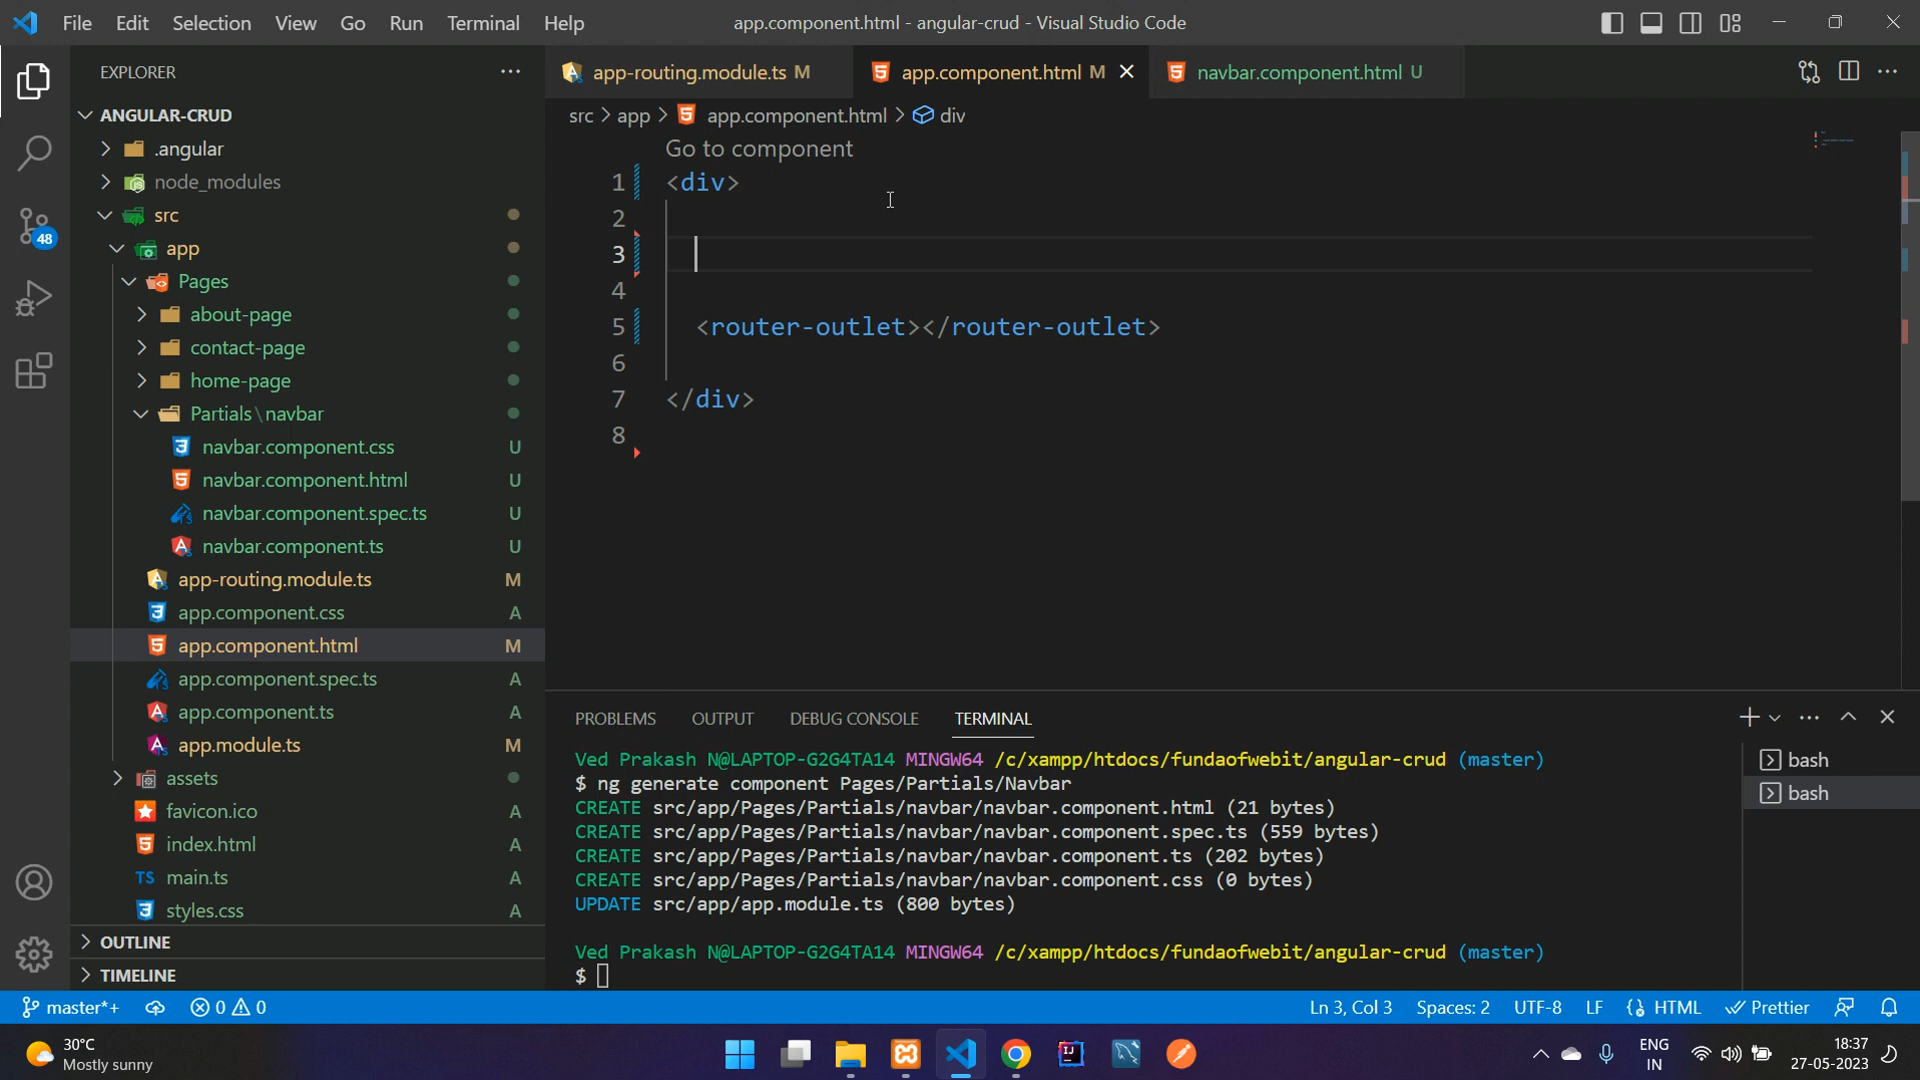 File Edit Selection View Go Run Terminal Help
app.component.html - angular-crud - Visual Studio Code
EXPLORER
ANGULAR-CRUD
.angular
node_modules
src
app
Pages
about-page
contact-page
home-page
Partials\navbar
navbar.component.css U
navbar.component.html U
navbar.component.spec.ts U
navbar.component.ts U
app-routing.module.ts M
app.component.css A
app.component.html M
app.component.spec.ts A
app.component.ts A
app.module.ts M
assets
favicon.ico A
index.html A
TS main.ts A
styles.css A
OUTLINE
TIMELINE
48
app-routing.module.ts M
app.component.html M
navbar.component.html U
src > app > app.component.html > div
Go to component
1 <div>
2
3
4
5 <router-outlet></router-outlet>
6
7 </div>
8
PROBLEMS OUTPUT DEBUG CONSOLE TERMINAL
Ved Prakash N@LAPTOP-G2G4TA14 MINGW64 /c/xampp/htdocs/fundaofwebit/angular-crud (master)
$ ng generate component Pages/Partials/Navbar
CREATE src/app/Pages/Partials/navbar/navbar.component.html (21 bytes)
CREATE src/app/Pages/Partials/navbar/navbar.component.spec.ts (559 bytes)
CREATE src/app/Pages/Partials/navbar/navbar.component.ts (202 bytes)
CREATE src/app/Pages/Partials/navbar/navbar.component.css (0 bytes)
UPDATE src/app/app.module.ts (800 bytes)
Ved Prakash N@LAPTOP-G2G4TA14 MINGW64 /c/xampp/htdocs/fundaofwebit/angular-crud (master)
$
bash
bash
master*+ 0 0
Ln 3, Col 3 Spaces: 2 UTF-8 LF {} HTML Prettier
30°C
Mostly sunny
IJ
ENG
IN
18:37
27-05-2023